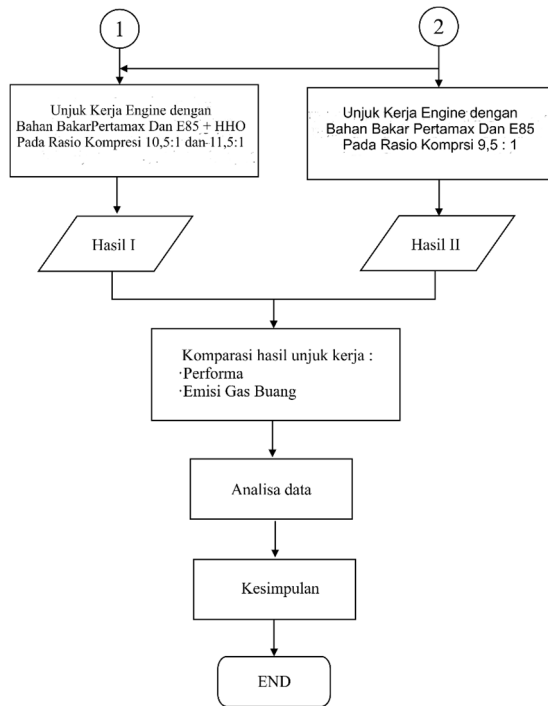 1
2
Unjuk Kerja Engine dengan
Bahan BakarPertamax Dan E85 + HHO
Pada Rasio Kompresi 10,5:1 dan 11,5:1
Unjuk Kerja Engine dengan
Bahan Bakar Pertamax Dan E85
Pada Rasio Komprsi 9,5 : 1
Hasil I
Hasil II
Komparasi hasil unjuk kerja :
·Performa
·Emisi Gas Buang
Analisa data
Kesimpulan
END